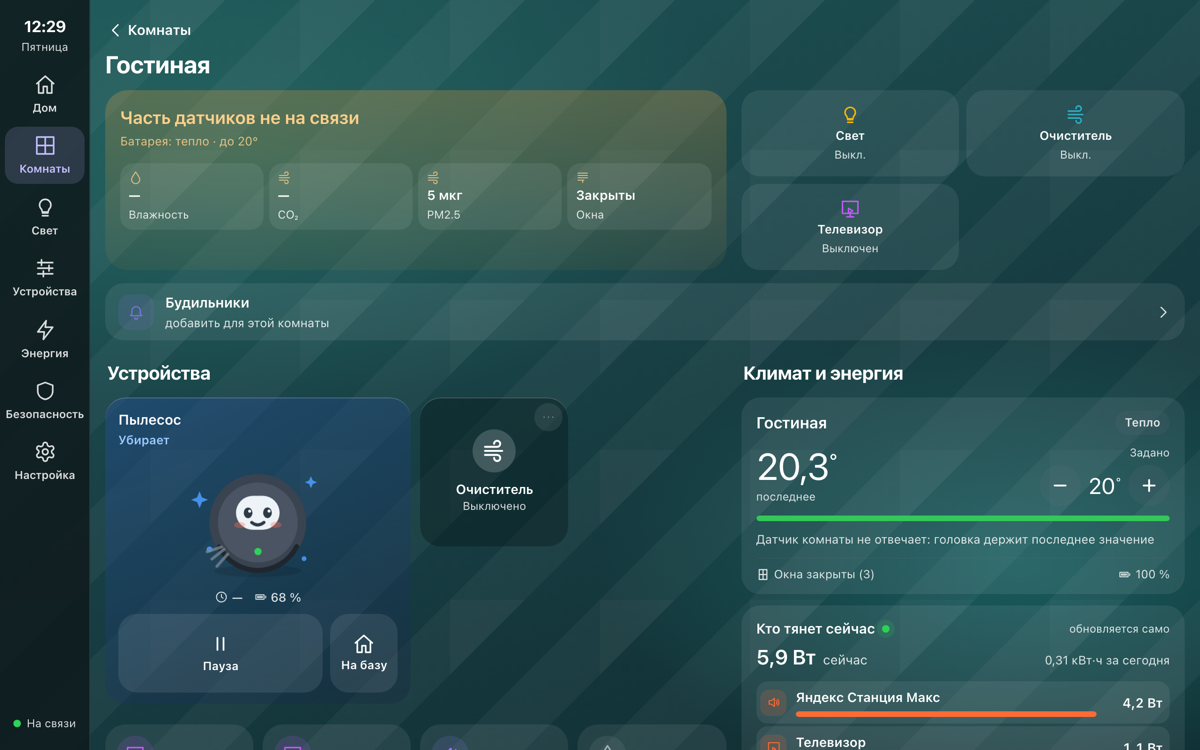 12:29
Пятница
Дом
Комнаты
Свет
Устройства
Энергия
Безопасность
Настройка
На связи
Комнаты
Гостиная
Часть датчиков не на связи
Батарея: тепло · до 20°
—
Влажность
—
CO₂
5 мкг
PM2.5
Закрыты
Окна
Свет
Выкл.
Очиститель
Выкл.
Телевизор
Выключен
Будильники
добавить для этой комнаты
Устройства
Пылесос
Убирает
— 68 %
Пауза
На базу
...
Очиститель
Выключено
Климат и энергия
Гостиная
Тепло
20,3°
последнее
Задано
− 20° +
Датчик комнаты не отвечает: головка держит последнее значение
Окна закрыты (3)
100 %
Кто тянет сейчас
обновляется само
5,9 Вт сейчас
0,31 кВт·ч за сегодня
Яндекс Станция Макс
4,2 Вт
Телевизор
1,1 Вт